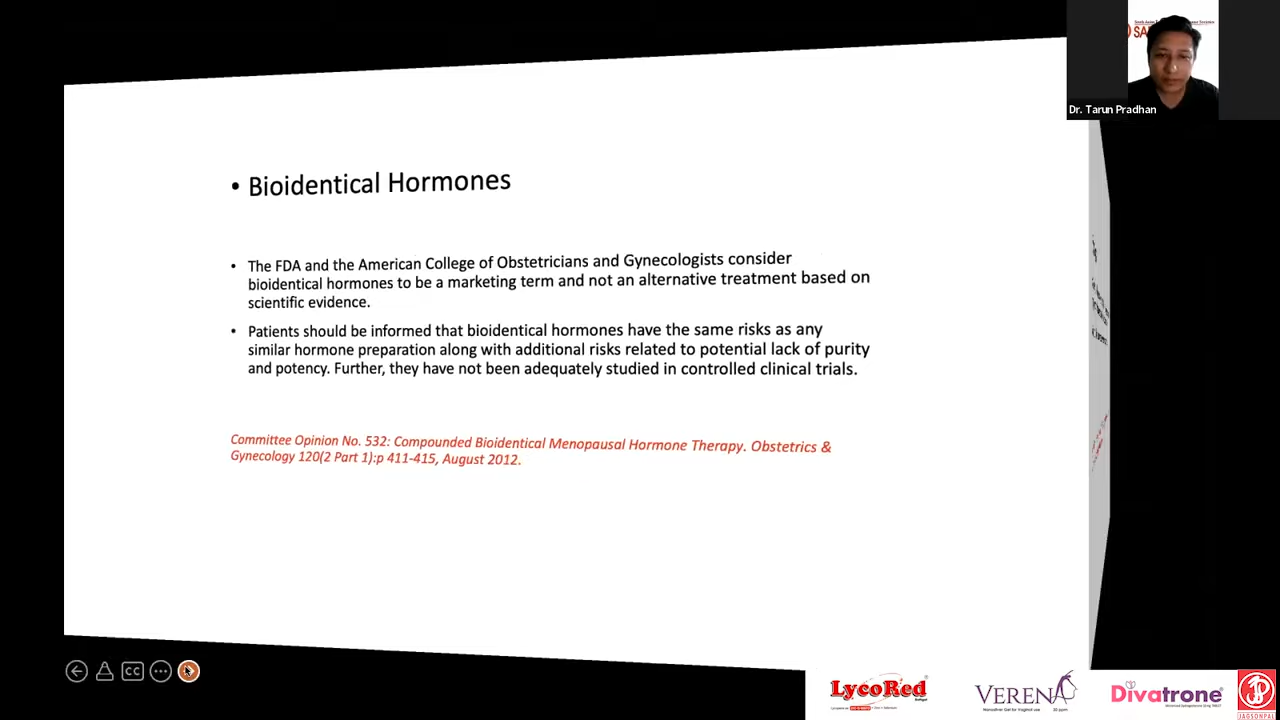 SA
Dr. Tarun Pradhan
• Bioidentical Hormones
• The FDA and the American College of Obstetricians and Gynecologists consider
bioidentical hormones to be a marketing term and not an alternative treatment based on
scientific evidence.
• Patients should be informed that bioidentical hormones have the same risks as any
similar hormone preparation along with additional risks related to potential lack of purity
and potency. Further, they have not been adequately studied in controlled clinical trials.
Committee Opinion No. 532: Compounded Bioidentical Menopausal Hormone Therapy. Obstetrics &
Gynecology 120(2 Part 1):p 411-415, August 2012.
CC
LycoRed
VERENA
Divatrone
JAGSONPAL